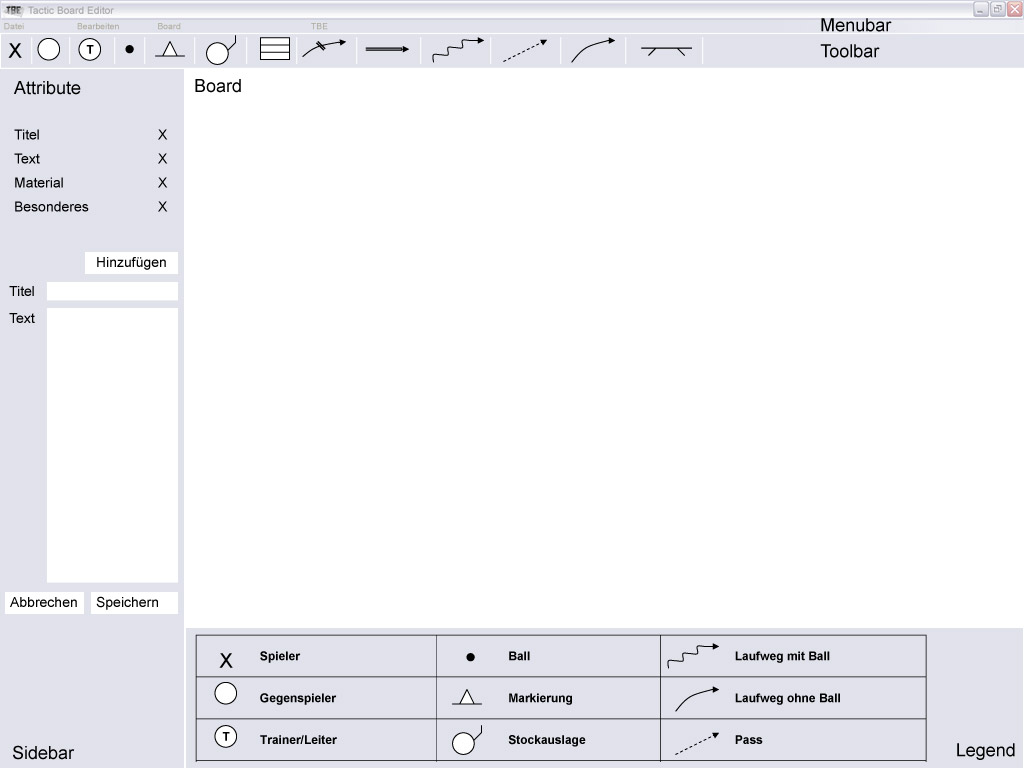 TBE Tactic Board Editor
Datei Bearbeiten Board TBE Menubar
X T Toolbar
Attribute
Board
Titel X
Text X
Material X
Besonderes X
Hinzufügen
Titel
Text
Abbrechen Speichern
X Spieler Ball Laufweg mit Ball
Gegenspieler Markierung Laufweg ohne Ball
T Trainer/Leiter Stockauslage Pass
Sidebar
Legend